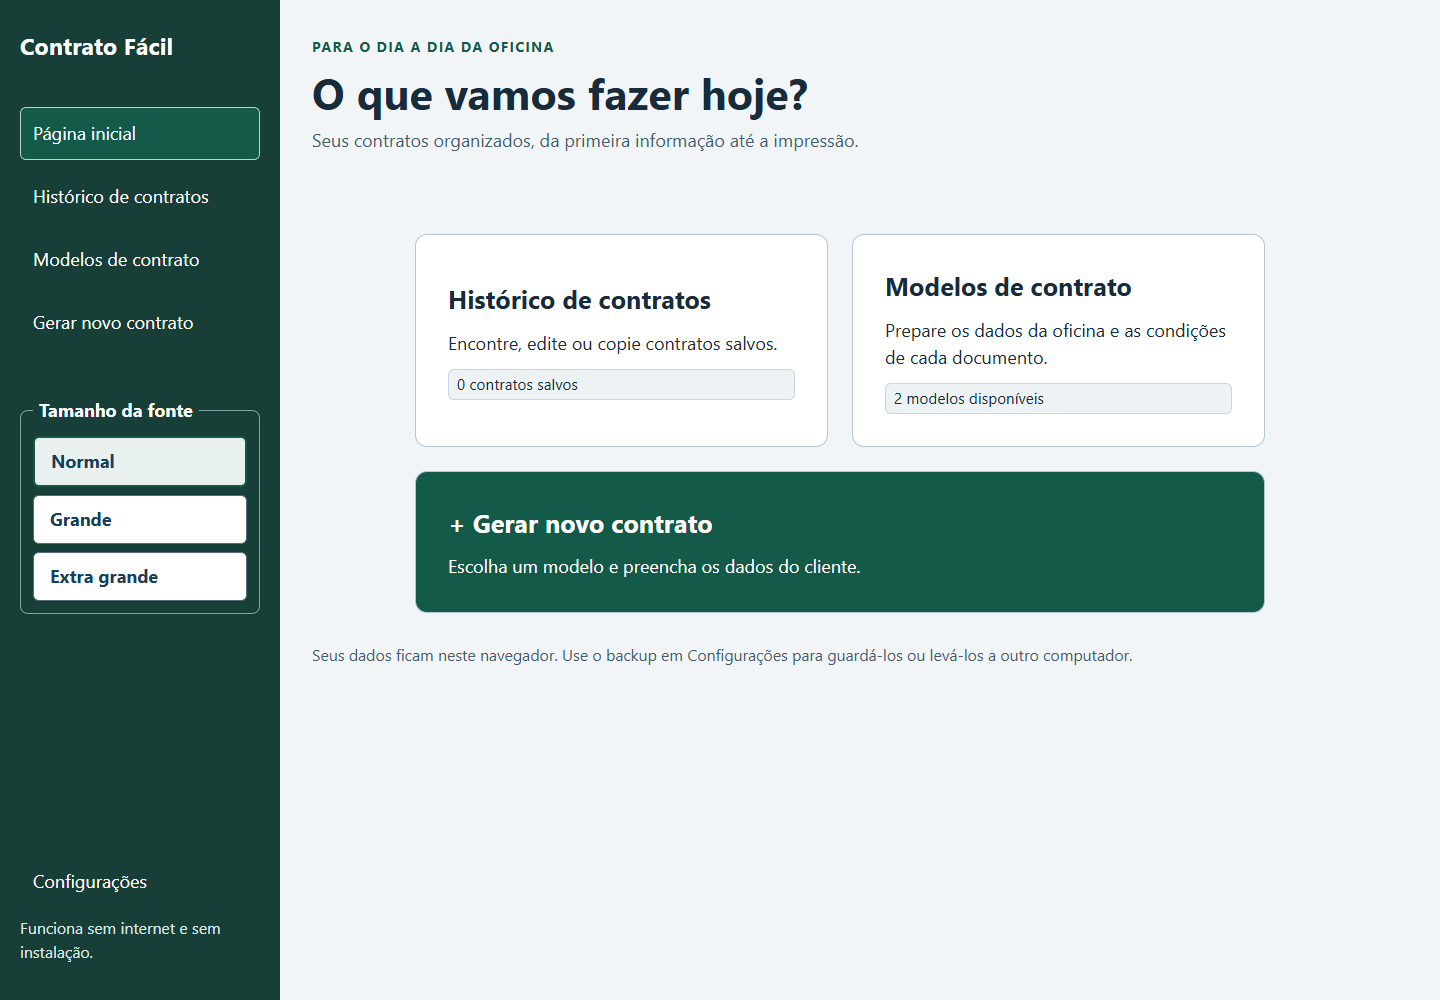 Contrato Fácil
Página inicial
Histórico de contratos
Modelos de contrato
Gerar novo contrato
Tamanho da fonte
Normal
Grande
Extra grande
Configurações
Funciona sem internet e sem
instalação.
PARA O DIA A DIA DA OFICINA
O que vamos fazer hoje?
Seus contratos organizados, da primeira informação até a impressão.
Histórico de contratos
Encontre, edite ou copie contratos salvos.
0 contratos salvos
Modelos de contrato
Prepare os dados da oficina e as condições
de cada documento.
2 modelos disponíveis
+ Gerar novo contrato
Escolha um modelo e preencha os dados do cliente.
Seus dados ficam neste navegador. Use o backup em Configurações para guardá-los ou levá-los a outro computador.